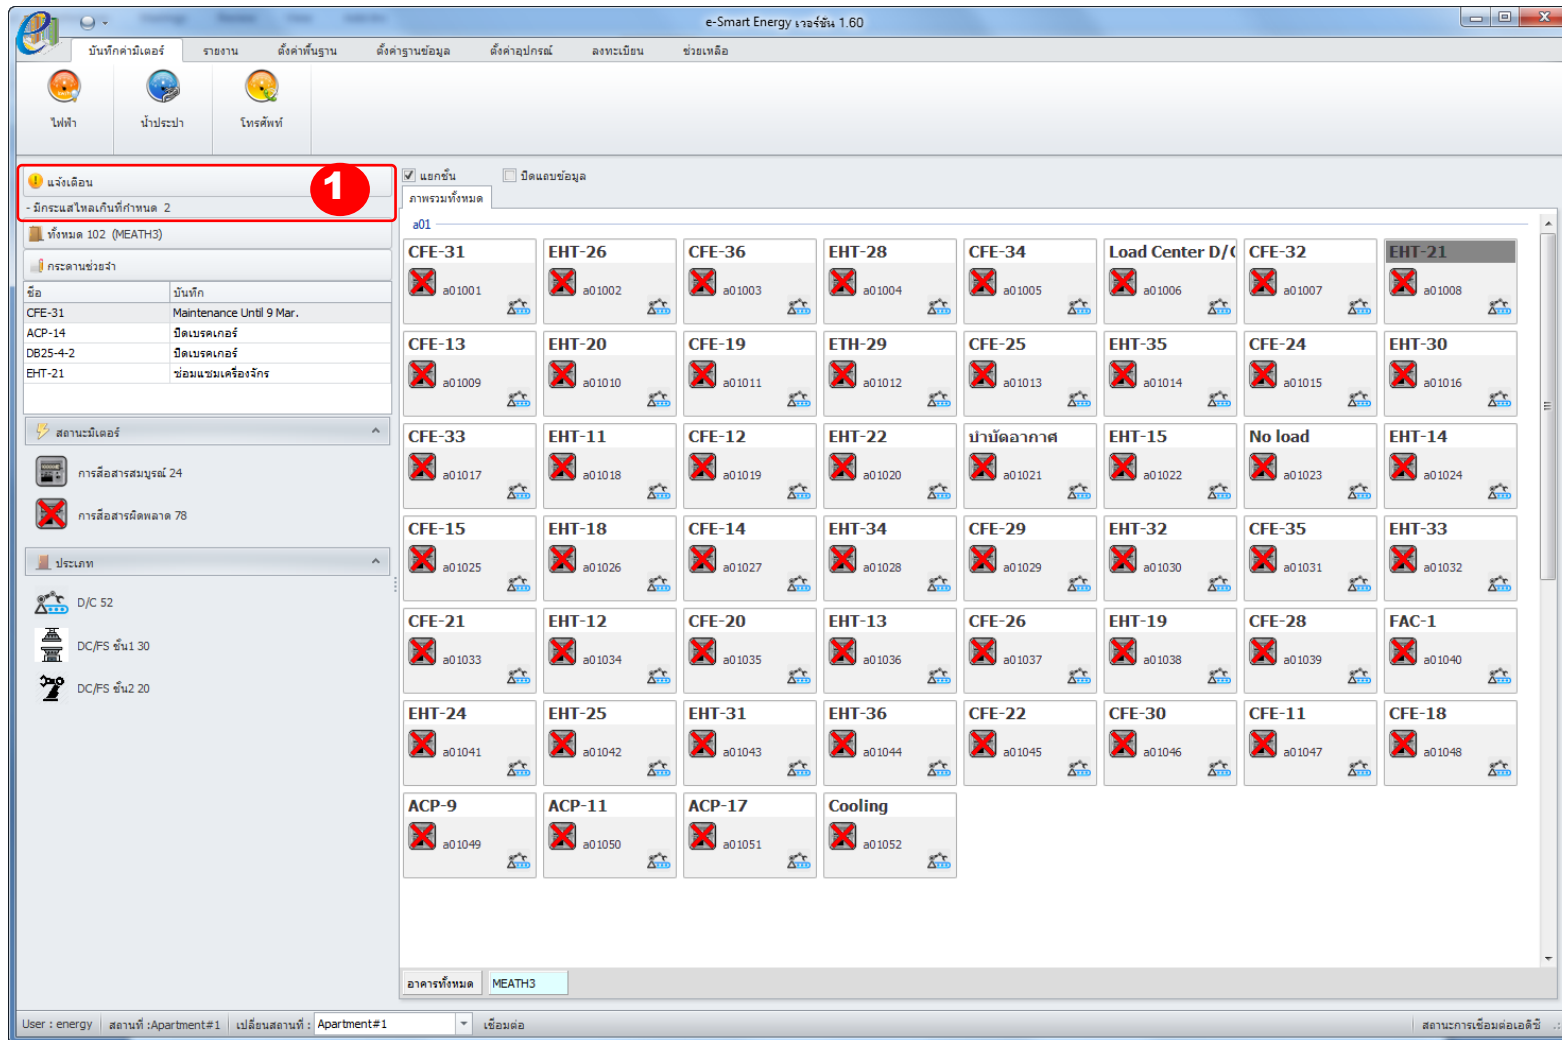 e-Smart Energy เวอร์ชัน 1.60
บันทึกค่ามิเตอร์ รายงาน ตั้งค่าพื้นฐาน ตั้งค่าฐานข้อมูล ตั้งค่าอุปกรณ์ ลงทะเบียน ช่วยเหลือ
ไฟฟ้า น้ำประปา โทรศัพท์
แจ้งเตือน
1
- มีกระแสไหลเกินที่กำหนด 2
ทั้งหมด 102 (MEATH3)
กระดานช่วยจำ
ชื่อ บันทึก
CFE-31 Maintenance Until 9 Mar.
ACP-14 ปิดเบรคเกอร์
DB25-4-2 ปิดเบรคเกอร์
EHT-21 ซ่อมแซมเครื่องจักร
สถานะมิเตอร์
การสื่อสารสมบูรณ์ 24
การสื่อสารผิดพลาด 78
ประเภท
D/C 52
DC/FS ชั้น1 30
DC/FS ชั้น2 20
แยกชั้น ปิดแถบข้อมูล
ภาพรวมทั้งหมด
a01
CFE-31 EHT-26 CFE-36 EHT-28 CFE-34 Load Center D/( CFE-32 EHT-21
a01001 a01002 a01003 a01004 a01005 a01006 a01007 a01008
CFE-13 EHT-20 CFE-19 ETH-29 CFE-25 EHT-35 CFE-24 EHT-30
a01009 a01010 a01011 a01012 a01013 a01014 a01015 a01016
CFE-33 EHT-11 CFE-12 EHT-22 บำบัดอากาศ EHT-15 No load EHT-14
a01017 a01018 a01019 a01020 a01021 a01022 a01023 a01024
CFE-15 EHT-18 CFE-14 EHT-34 CFE-29 EHT-32 CFE-35 EHT-33
a01025 a01026 a01027 a01028 a01029 a01030 a01031 a01032
CFE-21 EHT-12 CFE-20 EHT-13 CFE-26 EHT-19 CFE-28 FAC-1
a01033 a01034 a01035 a01036 a01037 a01038 a01039 a01040
EHT-24 EHT-25 EHT-31 EHT-36 CFE-22 CFE-30 CFE-11 CFE-18
a01041 a01042 a01043 a01044 a01045 a01046 a01047 a01048
ACP-9 ACP-11 ACP-17 Cooling
a01049 a01050 a01051 a01052
อาคารทั้งหมด MEATH3
User : energy สถานที่ :Apartment#1 เปลี่ยนสถานที่ : Apartment#1 เชื่อมต่อ สถานะการเชื่อมต่อเอดีซี